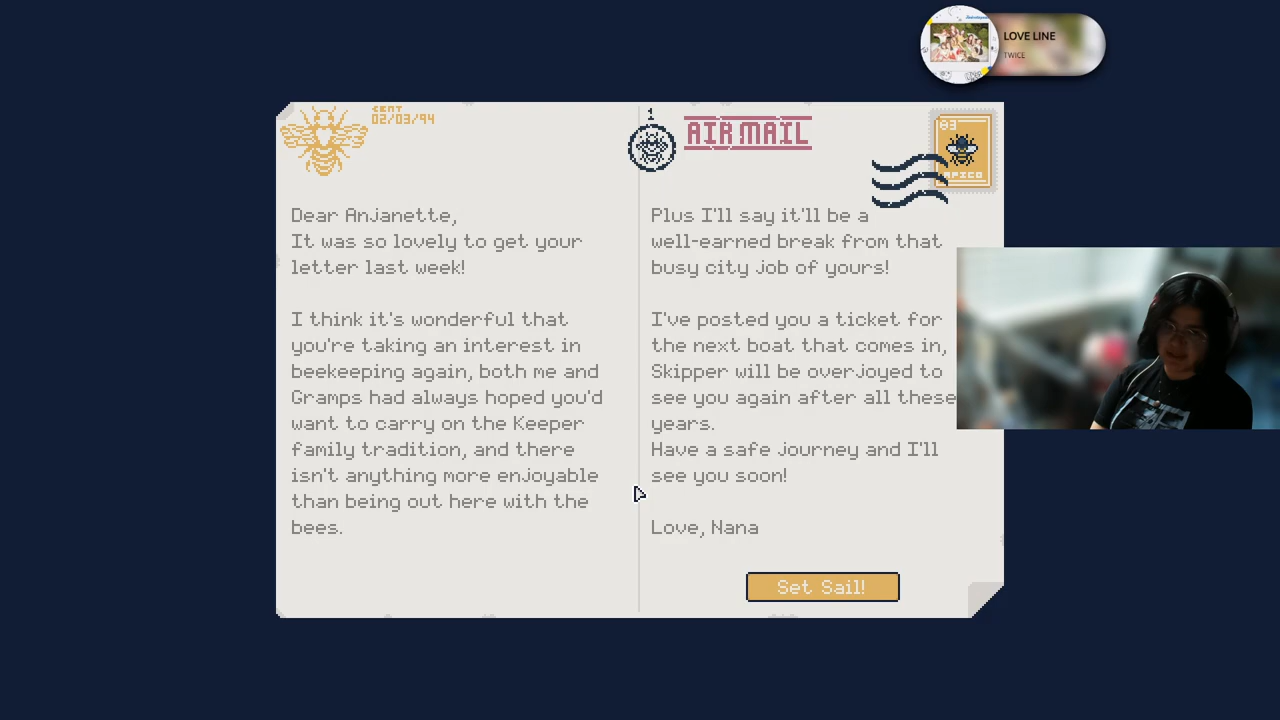 LOVE LINE
TWICE
SENT
02/03/94
1
AIR MAIL
03
APICO
Dear Anjanette,
It was so lovely to get your
letter last week!
I think it's wonderful that
you're taking an interest in
beekeeping again, both me and
Gramps had always hoped you'd
want to carry on the Keeper
family tradition, and there
isn't anything more enjoyable
than being out here with the
bees.
Plus I'll say it'll be a
well-earned break from that
busy city job of yours!
I've posted you a ticket for
the next boat that comes in,
Skipper will be overjoyed to
see you again after all these
years.
Have a safe journey and I'll
see you soon!
Love, Nana
Set Sail!